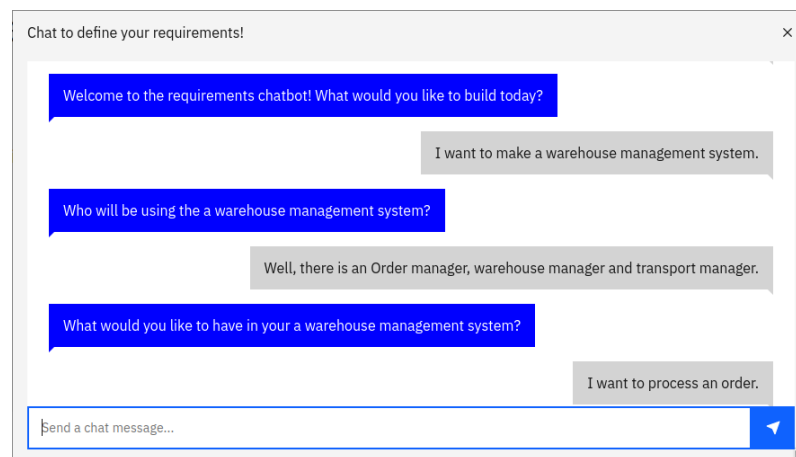 Chat to define your requirements!
Welcome to the requirements chatbot! What would you like to build today?
I want to make a warehouse management system.
Who will be using the a warehouse management system?
Well, there is an Order manager, warehouse manager and transport manager.
What would you like to have in your a warehouse management system?
I want to process an order.
Send a chat message...